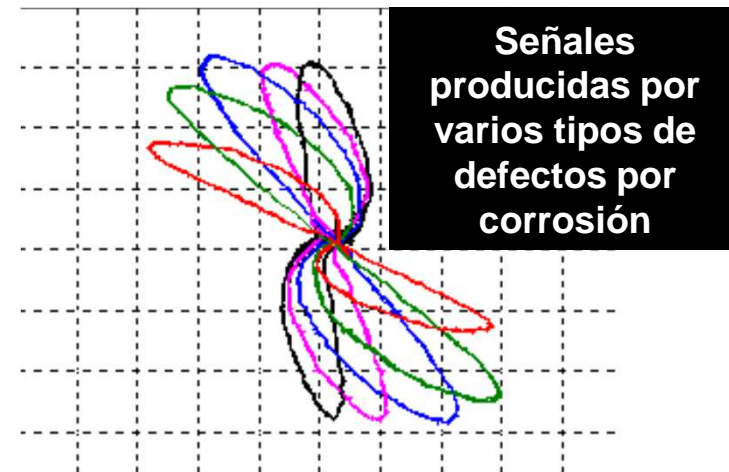 Señales
producidas por
varios tipos de
defectos por
corrosión